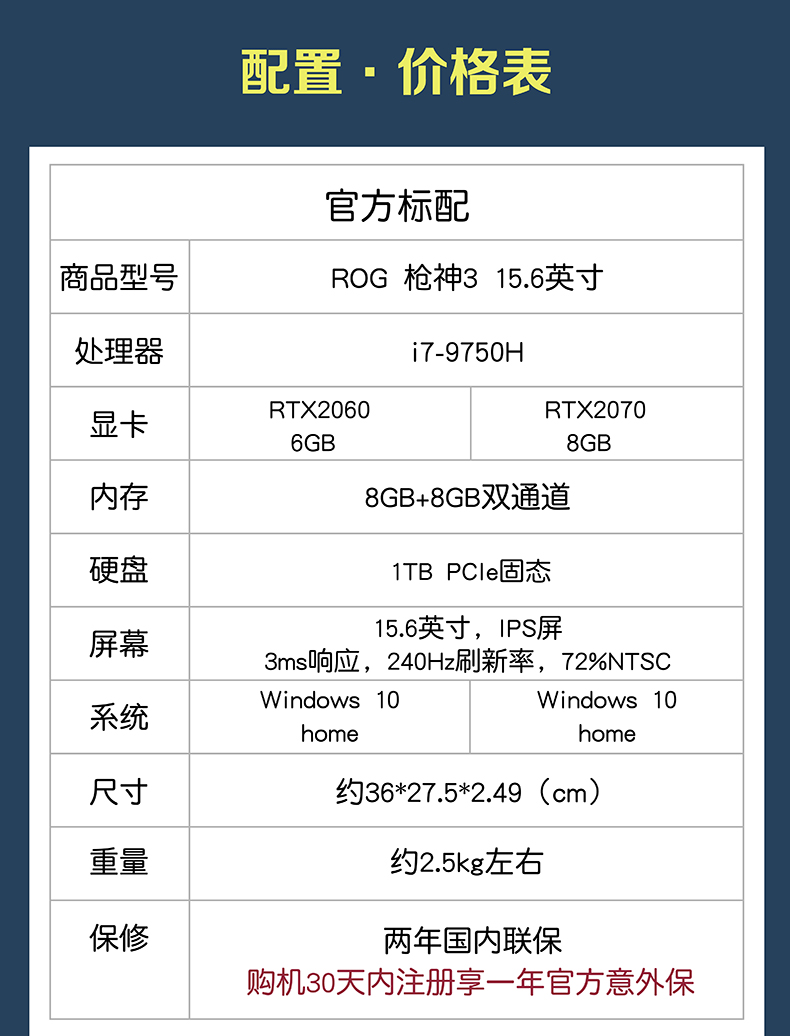 配置·价格表
官方标配
商品型号
ROG 枪神3 15.6英寸
处理器
i7-9750H
显卡
RTX2060
6GB
RTX2070
8GB
内存
8GB+8GB双通道
硬盘
1TB PCIe固态
屏幕
15.6英寸，IPS屏
3ms响应，240Hz刷新率，72%NTSC
系统
Windows 10
home
Windows 10
home
尺寸
约36*27.5*2.49（cm）
重量
约2.5kg左右
保修
两年国内联保
购机30天内注册享一年官方意外保